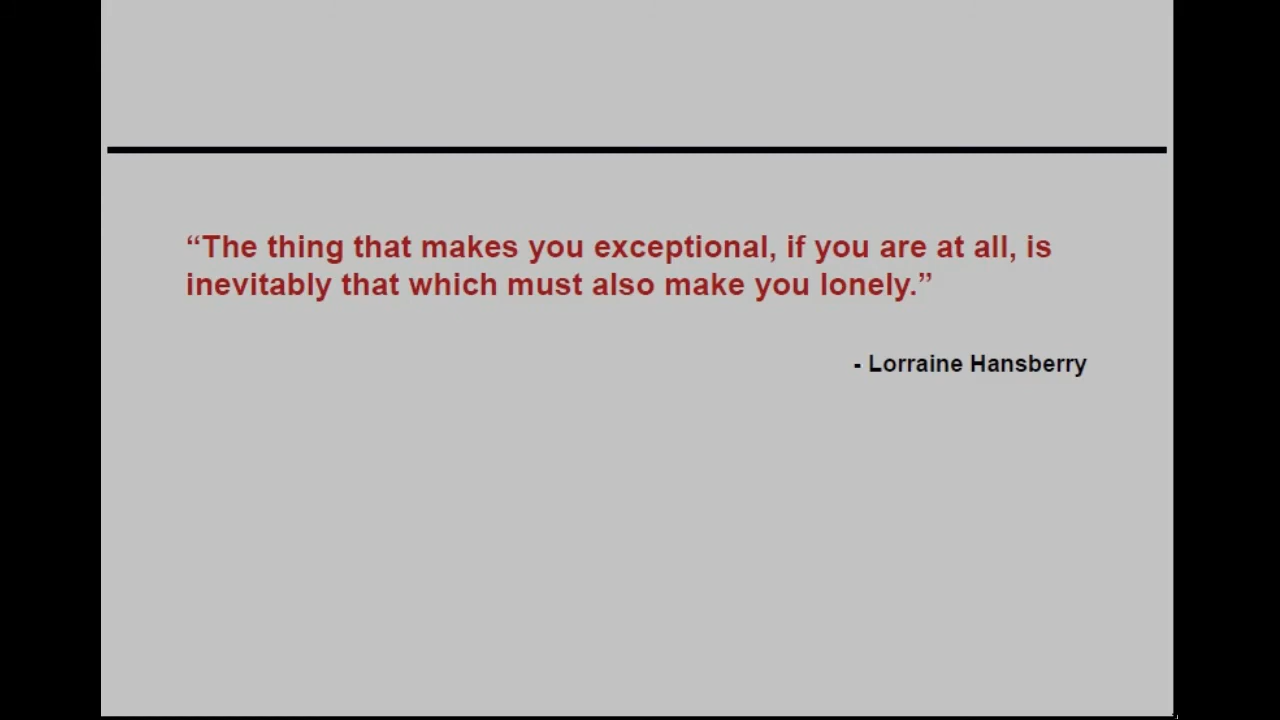 “The thing that makes you exceptional, if you are at all, is
inevitably that which must also make you lonely.”
- Lorraine Hansberry